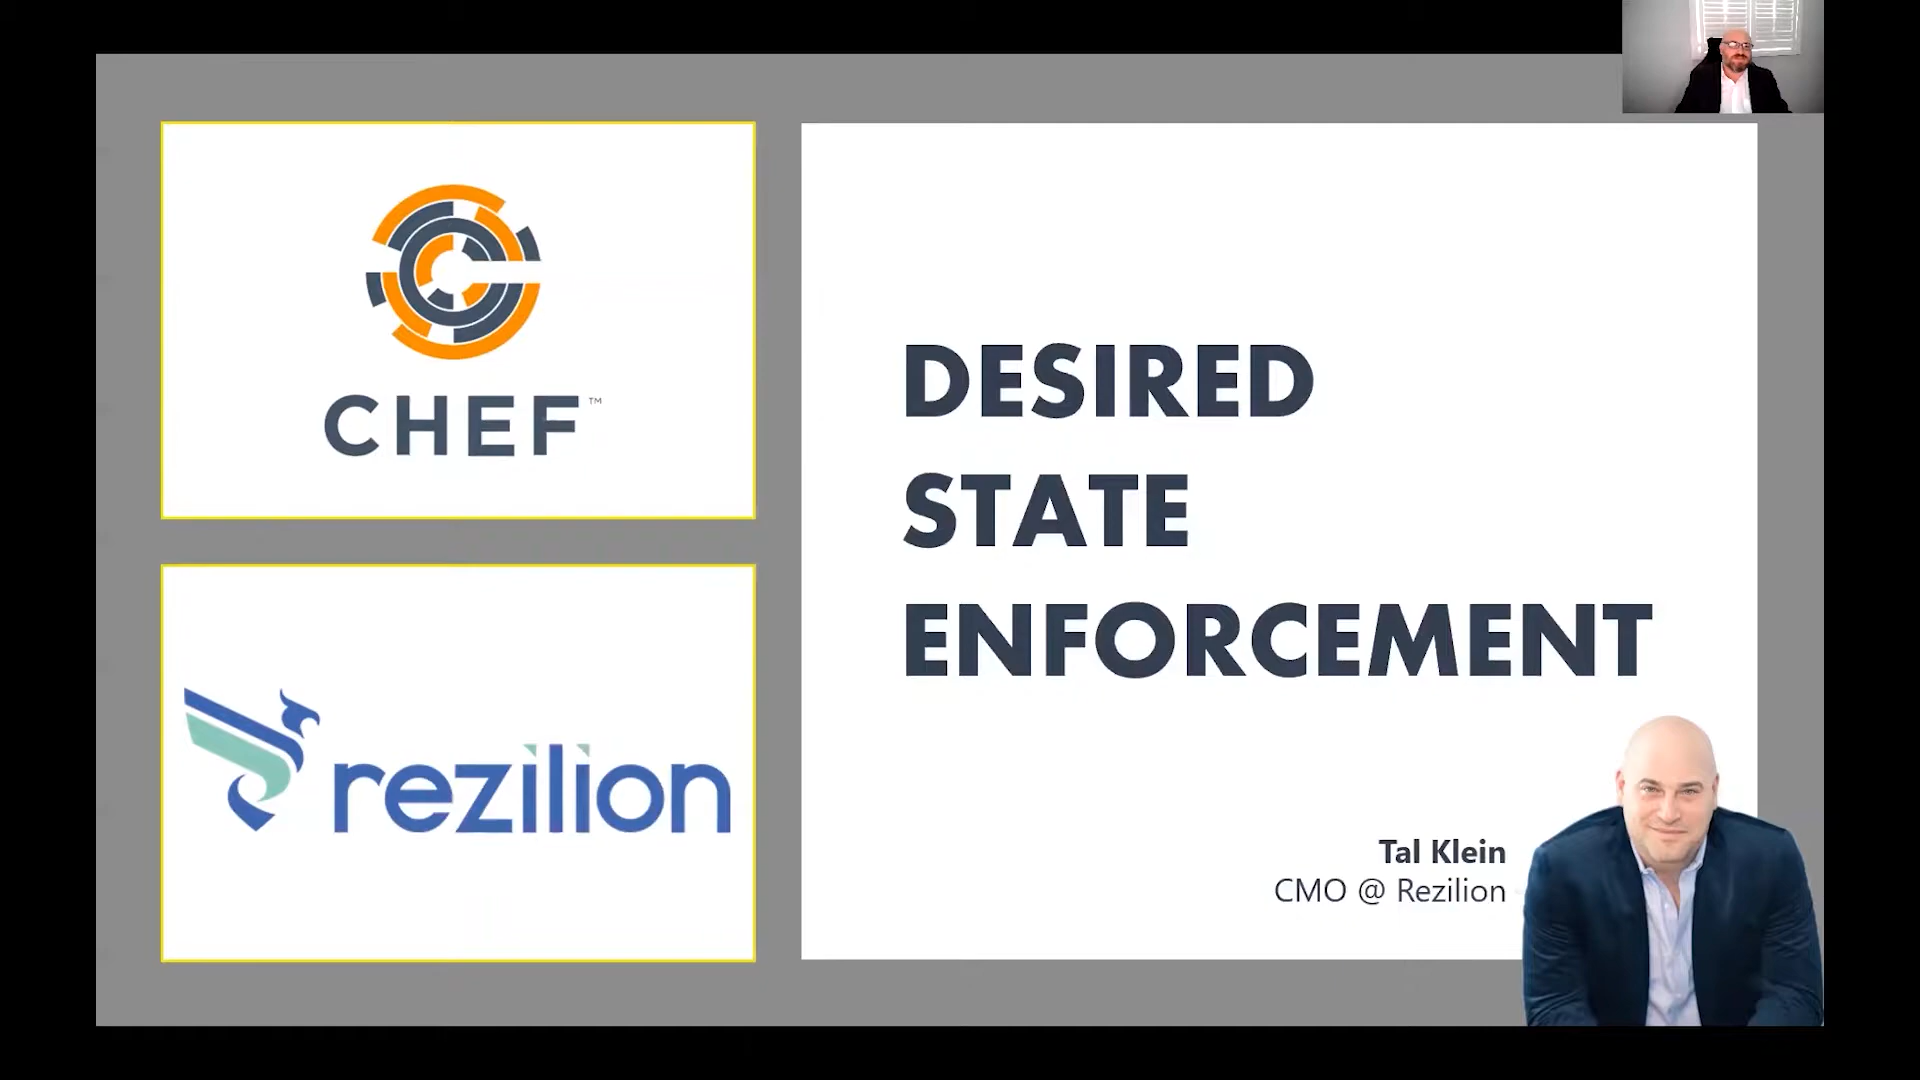 CHEF™
rezilion
DESIRED
STATE
ENFORCEMENT
Tal Klein
CMO @ Rezilion